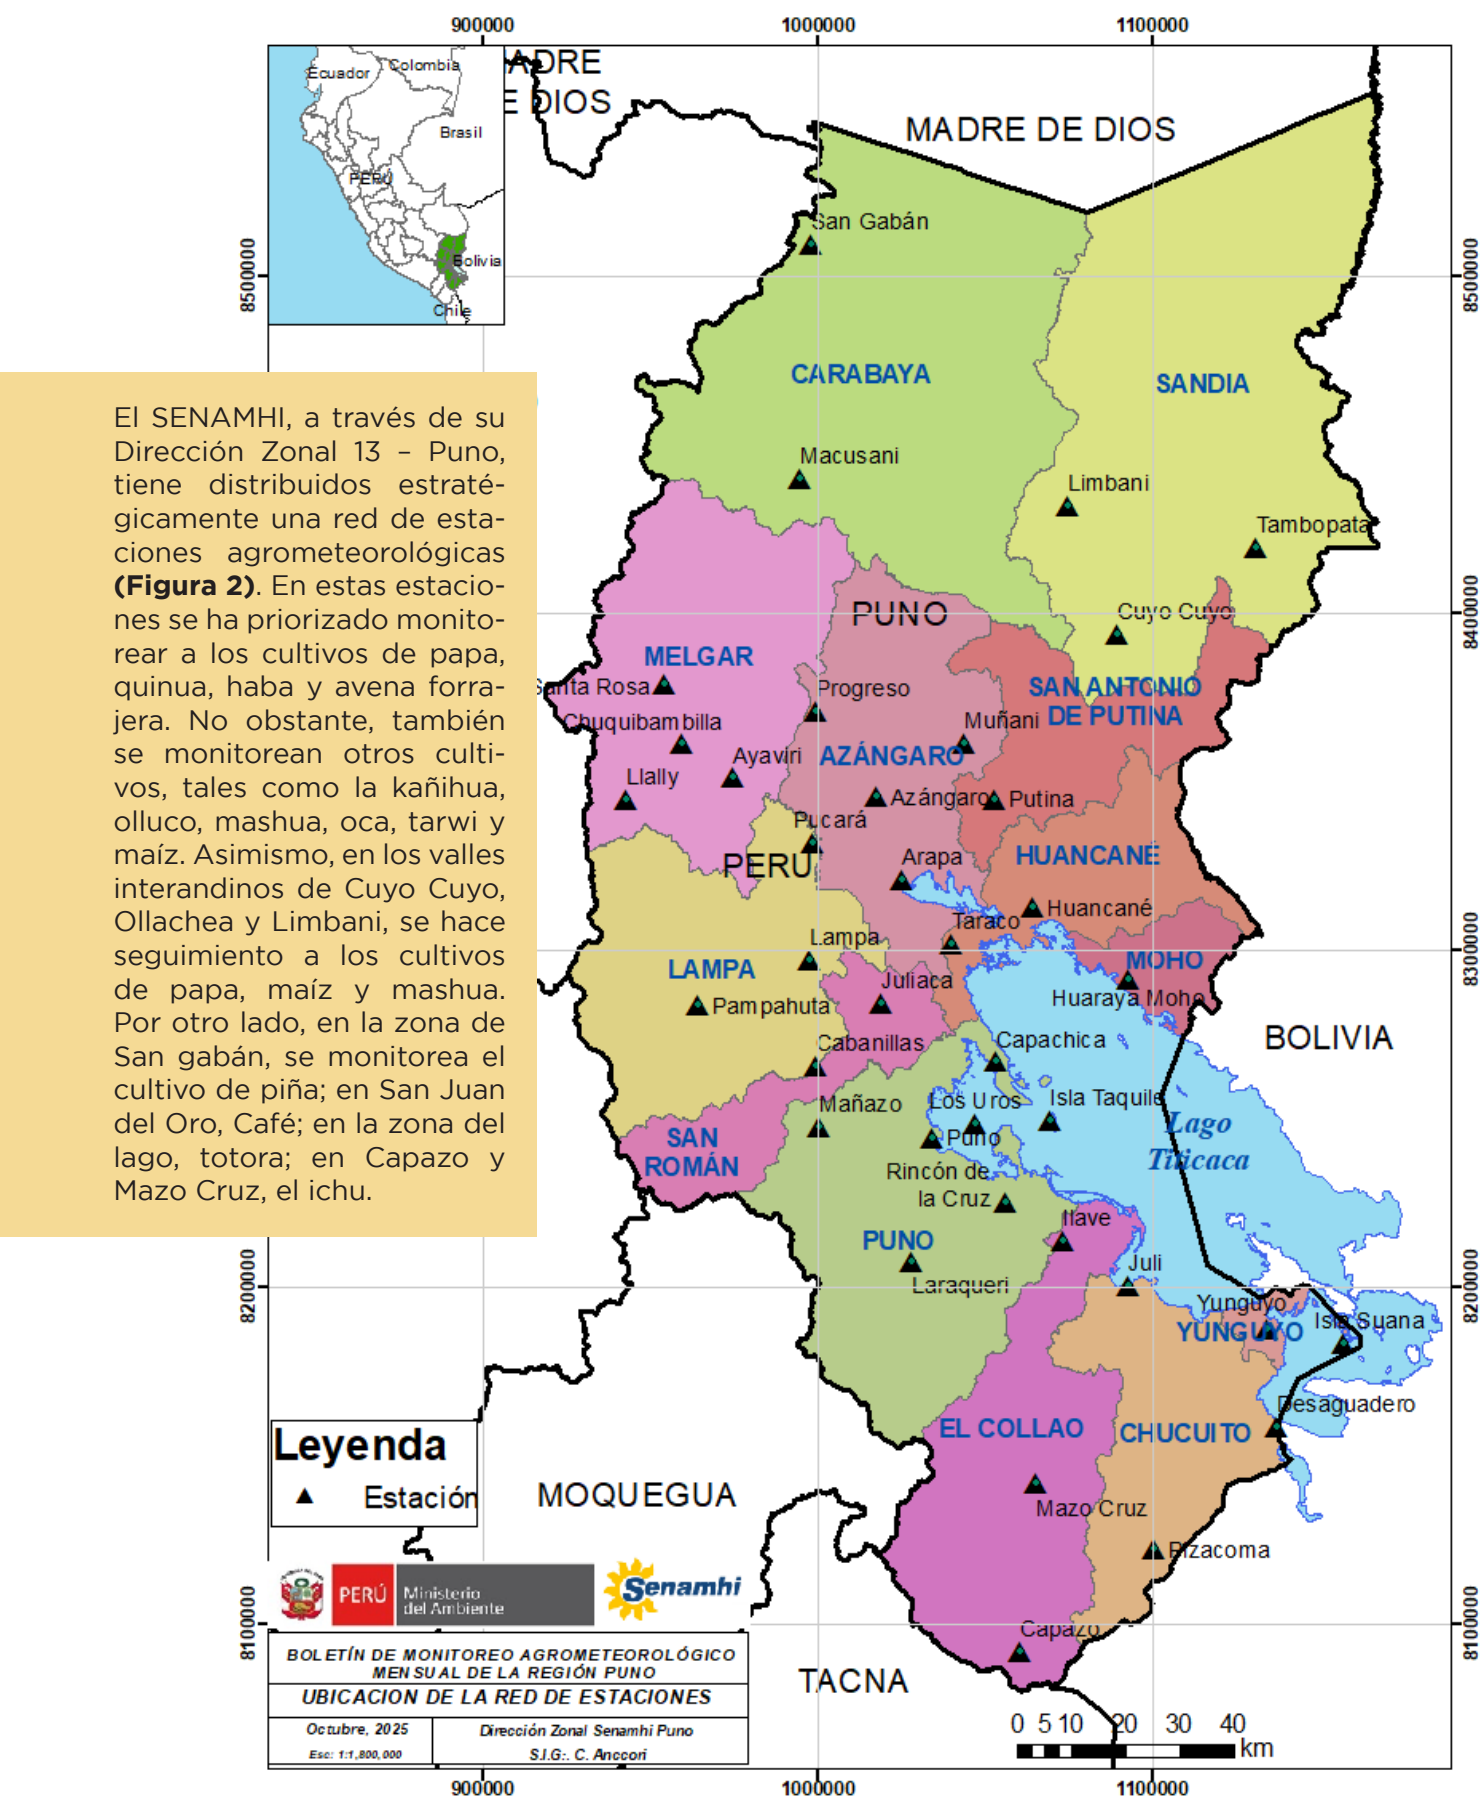 900000
1000000
1100000
Ecuador
Colombia
Brasil
PERÚ
Bolivia
Chile
ADRE
E DIOS
MADRE DE DIOS
8500000
8500000
San Gabán
CARABAYA
SANDIA
Macusani
Limbani
Tambopata
El SENAMHI, a través de su
Dirección Zonal 13 – Puno,
tiene distribuidos estraté-
gicamente una red de esta-
ciones agrometeorológicas
(Figura 2). En estas estacio-
nes se ha priorizado monito-
rear a los cultivos de papa,
quinua, haba y avena forra-
jera. No obstante, también
se monitorean otros culti-
vos, tales como la kañihua,
olluco, mashua, oca, tarwi y
maíz. Asimismo, en los valles
interandinos de Cuyo Cuyo,
Ollachea y Limbani, se hace
seguimiento a los cultivos
de papa, maíz y mashua.
Por otro lado, en la zona de
San gabán, se monitorea el
cultivo de piña; en San Juan
del Oro, Café; en la zona del
lago, totora; en Capazo y
Mazo Cruz, el ichu.
8400000
PUNO
Cuyo Cuyo
MELGAR
Santa Rosa
Progreso
SAN ANTONIO
DE PUTINA
Chuquibambilla
Muñani
Ayaviri
AZÁNGARO
Llally
Azángaro
Putina
Pucará
PERÚ
Arapa
HUANCANÉ
Huancané
Taraco
8300000
Lampa
LAMPA
MOHO
Juliaca
Huaraya Moho
Pampahuta
BOLIVIA
Cabanillas
Capachica
Mañazo
Los Uros
Isla Taquile
Lago
Titicaca
SAN
ROMÁN
Puno
Rincón de
la Cruz
Ilave
PUNO
Laraqueri
Juli
8200000
8200000
Yunguyo
YUNGUYO
Isla Suana
Desaguadero
EL COLLAO
CHUCUITO
Leyenda
Estación
MOQUEGUA
Mazo Cruz
Pizacoma
PERÚ
Ministerio
del Ambiente
Senamhi
8100000
8100000
Capazo
BOLETÍN DE MONITOREO AGROMETEOROLÓGICO
MENSUAL DE LA REGIÓN PUNO
UBICACION DE LA RED DE ESTACIONES
Octubre, 2025
Esc: 1:1,800,000
Dirección Zonal Senamhi Puno
S.I.G:. C. Anccori
TACNA
0 5 10 20 30 40
km
900000
1000000
1100000